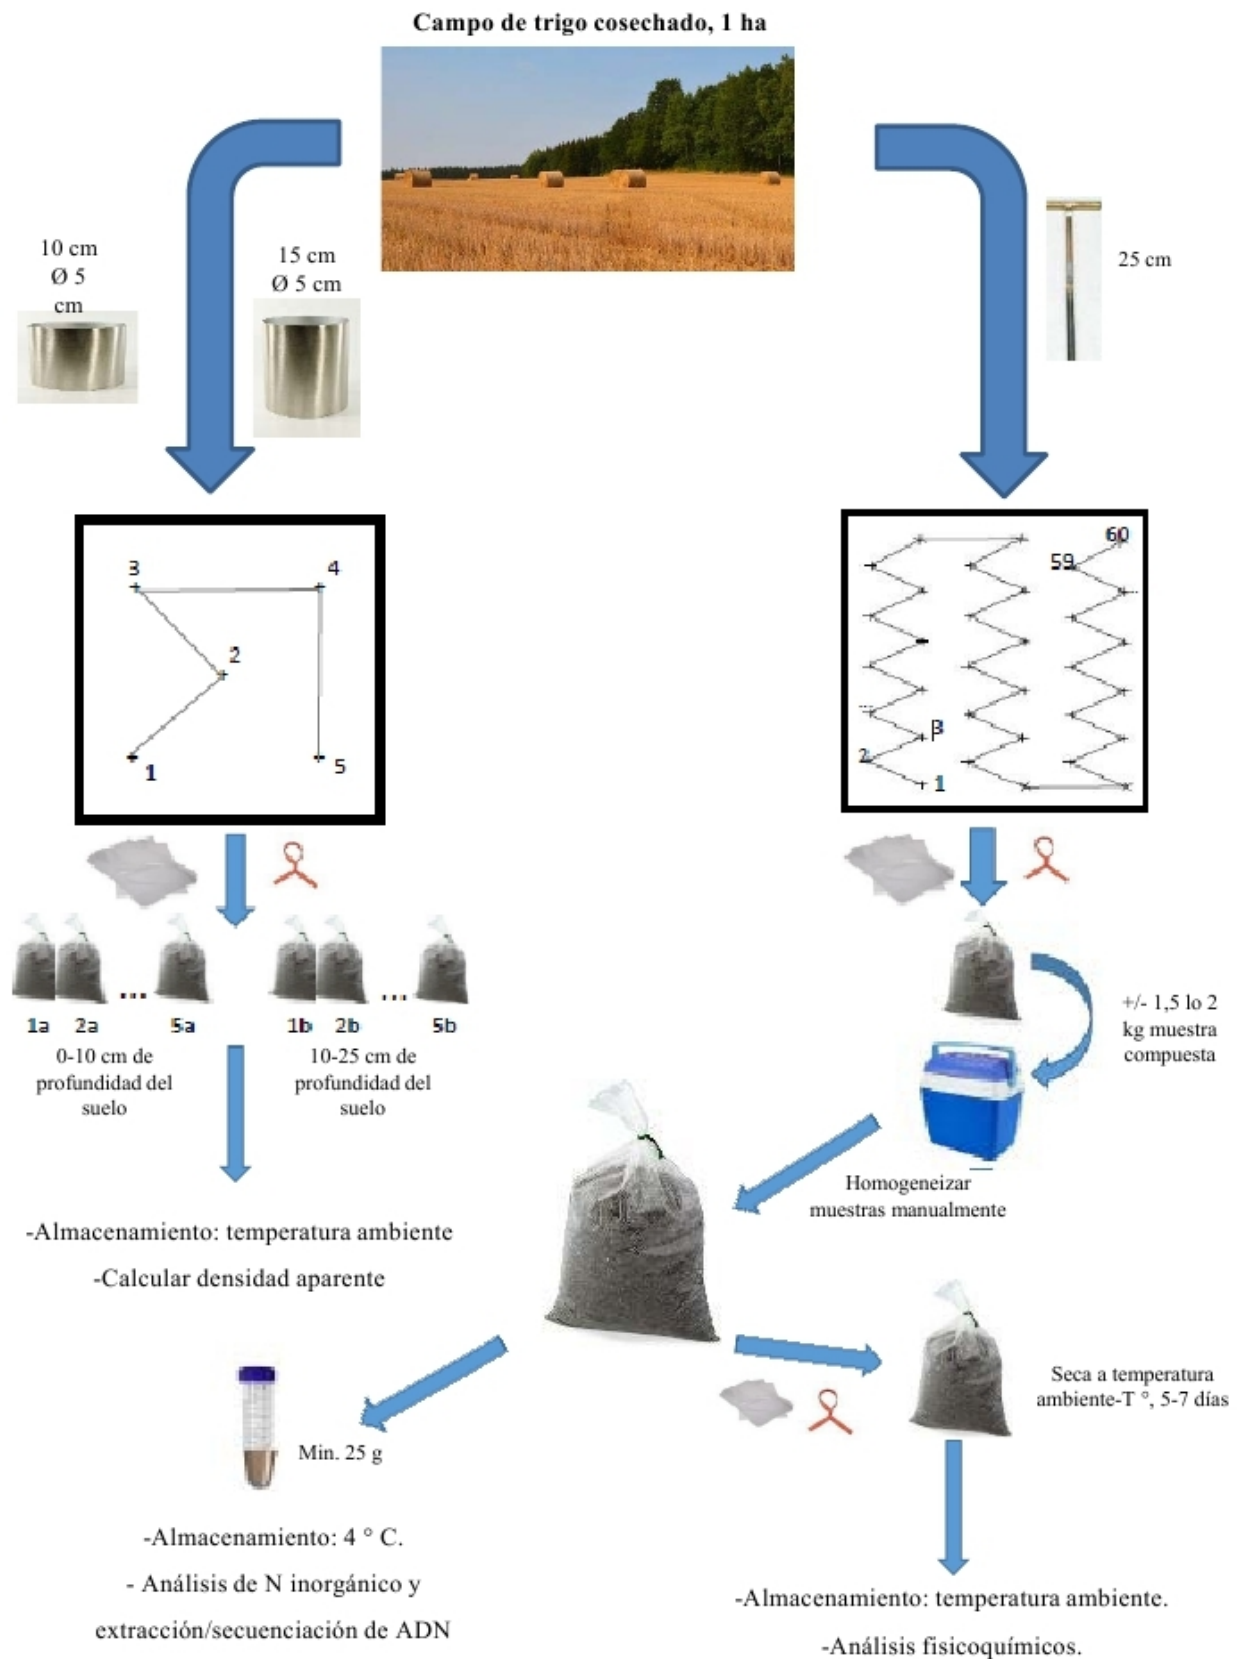 Campo de trigo cosechado, 1 ha
10 cm
Ø 5
cm
15 cm
Ø 5 cm
25 cm
3
4
2
1
5
60
59
3
2
1
1a
2a
...
5a
1b
2b
...
5b
0-10 cm de
profundidad del
suelo
10-25 cm de
profundidad del
suelo
+/- 1,5 lo 2
kg muestra
compuesta
Homogeneizar
muestras manualmente
-Almacenamiento: temperatura ambiente
-Calcular densidad aparente
Seca a temperatura
ambiente-T °, 5-7 días
Min. 25 g
-Almacenamiento: 4 ° C.
- Análisis de N inorgánico y
extracción/secuenciación de ADN
-Almacenamiento: temperatura ambiente.
-Análisis fisicoquímicos.